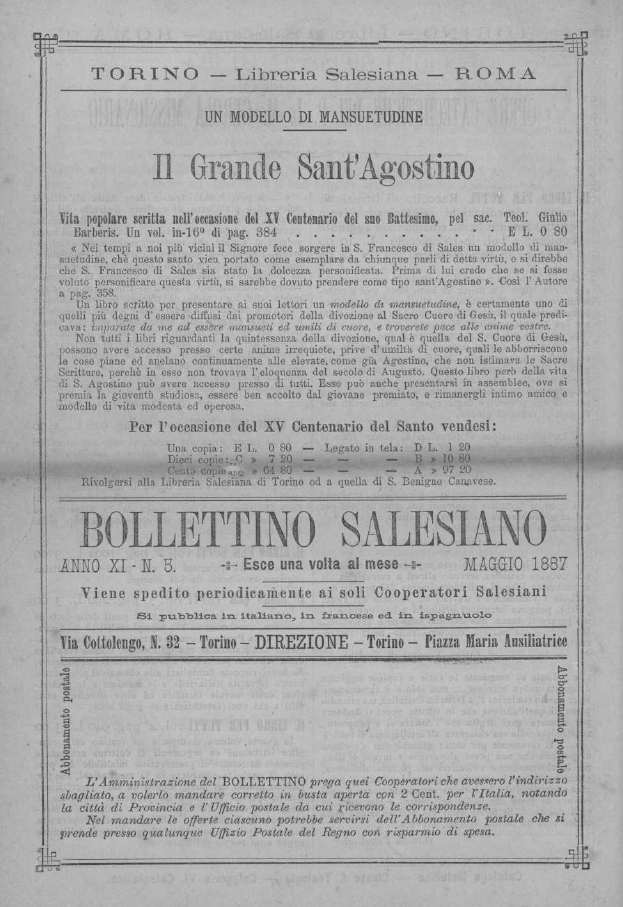 TORINO — Libreria Salesiana — ROMA
UN MODELLO DI MANSUETUDINE
Il Grande Sant'Agostino
Vita popolare scritta nell'occasione del XV Centenario del suo Battesimo, pel sac. Teol. Giulio
Barberis. Un vol. in-16º di pag. 384 . . . . . . . . . . . . E L. 0 80
« Nei tempi a noi più vicini il Signore fece sorgere in S. Francesco di Sales un modello di man-
suetudine, chè questo santo vien portato come esemplare da chiunque parli di detta virtù, e si direbbe
che S. Francesco di Sales sia stato la dolcezza personificata. Prima di lui credo che se si fosse
voluto personificare questa virtù, si sarebbe dovuto prendere come tipo sant'Agostino ». Così l'Autore
a pag. 358.
Un libro scritto per presentare ai suoi lettori un modello di mansuetudine, è certamente uno di
quelli più degni d'essere diffusi dai promotori della divozione al Sacro Cuore di Gesù, il quale predi-
cava: imparate da me ad essere mansueti ed umili di cuore, e troverete pace alle anime vostre.
Non tutti i libri riguardanti la quintessenza della divozione, qual è quella del S. Cuore di Gesù,
possono avere accesso presso certe anime irrequiete, prive d'umiltà di cuore, quali le abborriscono
le cose piane ed anelano continuamente alle elevate, come già Agostino, che non istimava le Sacre
Scritture, perchè in esse non trovava l'eloquenza del secolo di Augusto. Questo libro però della vita
di S. Agostino può avere accesso presso di tutti. Esso può anche presentarsi in assemblee, ove si
premia la gioventù studiosa, essere ben accolto dal giovane premiato, e rimanergli intimo amico e
modello di vita modesta ed operosa.
Per l'occasione del XV Centenario del Santo vendesi:
Una copia: E L. 0 80 — Legato in tela: D L. 1 20
Dieci copie: C » 7 20 — — — B » 10 80
Cento copie » 64 80 — — — A » 97 20
Rivolgersi alla Libreria Salesiana di Torino od a quella di S. Benigno Canavese.
BOLLETTINO SALESIANO
ANNO XI - N. 5. Esce una volta al mese MAGGIO 1887
Viene spedito periodicamente ai soli Cooperatori Salesiani
Si pubblica in italiano, in francese ed in ispagnuolo
Via Cottolengo, N. 32 — Torino — DIREZIONE — Torino — Piazza Maria Ausiliatrice
Abbonamento postale
Abbonamento postale
L'Amministrazione del BOLLETTINO prega quei Cooperatori che avessero l'indirizzo
sbagliato, a volerlo mandare corretto in busta aperta con 2 Cent. per l'Italia, notando
la città di Provincia e l'Ufficio postale da cui ricevono le corrispondenze.
Nel mandare le offerte ciascuno potrebbe servirsi dell'Abbonamento postale che si
prende presso qualunque Uffizio Postale del Regno con risparmio di spesa.